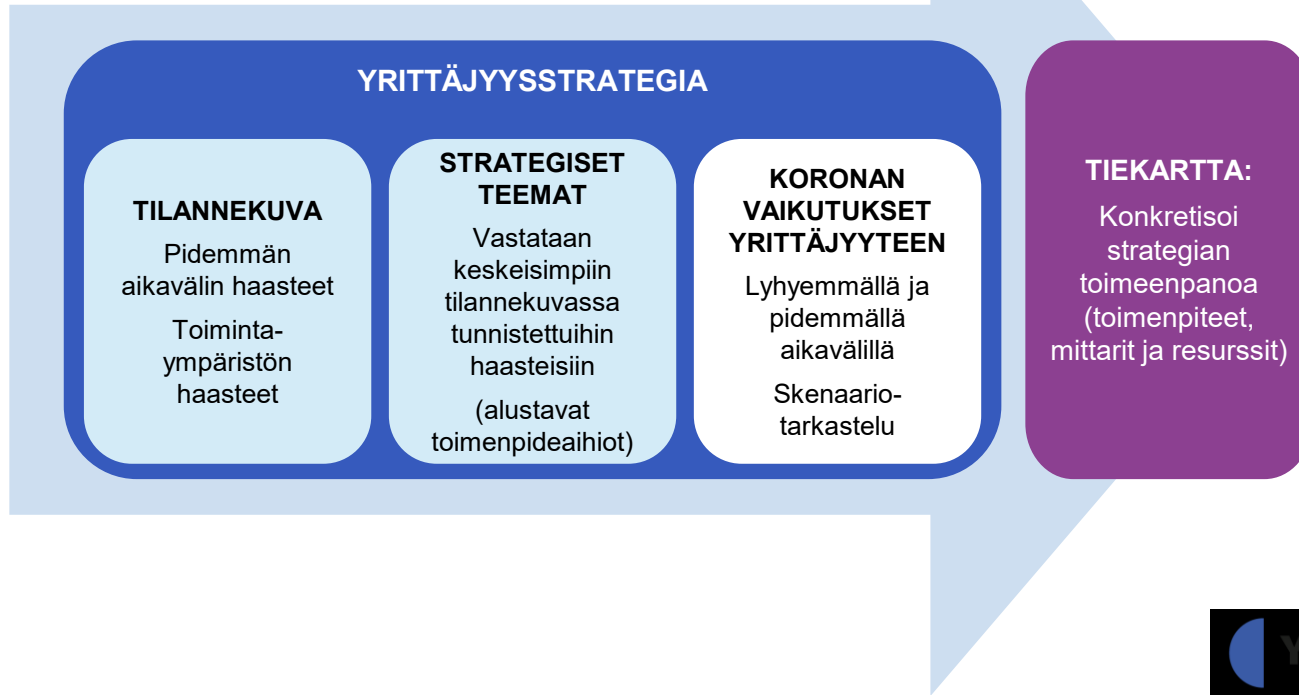 YRITTÄJYYSSTRATEGIA
TILANNEKUVA
Pidemmän
aikavälin haasteet
Toiminta-
ympäristön
haasteet
STRATEGISET
TEEMAT
Vastataan
keskeisimpiin
tilannekuvassa
tunnistettuihin
haasteisiin
(alustavat
toimenpideaihiot)
KORONAN
VAIKUTUKSET
YRITTÄJYYTEEN
Lyhyemmällä ja
pidemmällä
aikavälillä
Skenaario-
tarkastelu
TIEKARTTA:
Konkretisoi
strategian
toimeenpanoa
(toimenpiteet,
mittarit ja resurssit)